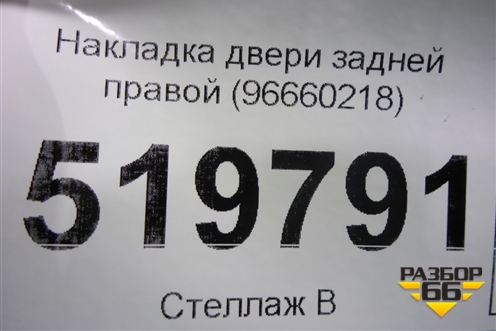 Накладка двери задней
правой (96660218)
519791
Стеллаж В
РАЗБОР
66